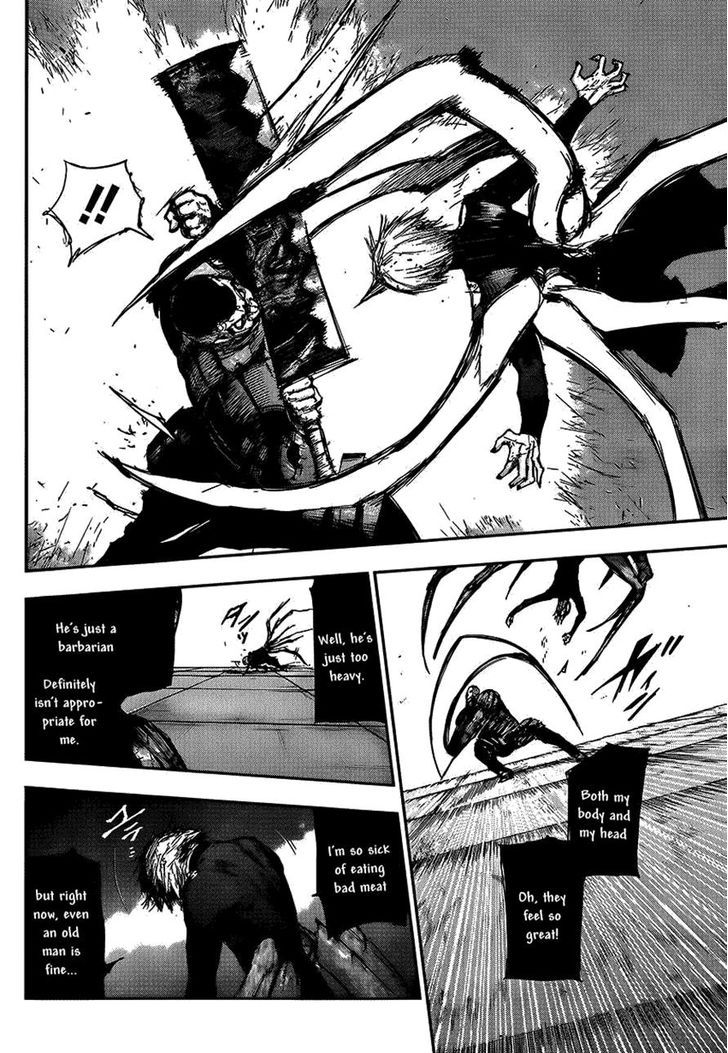 !!
ダッ
Well, he's
just too
heavy.
He's just a
barbarian
Definitely
isn't appro-
priate for
me.
Both my
body and
my head
Oh, they
feel so
great!
I'm so sick
of eating
bad meat
but right
now, even
an old
man is
fine...